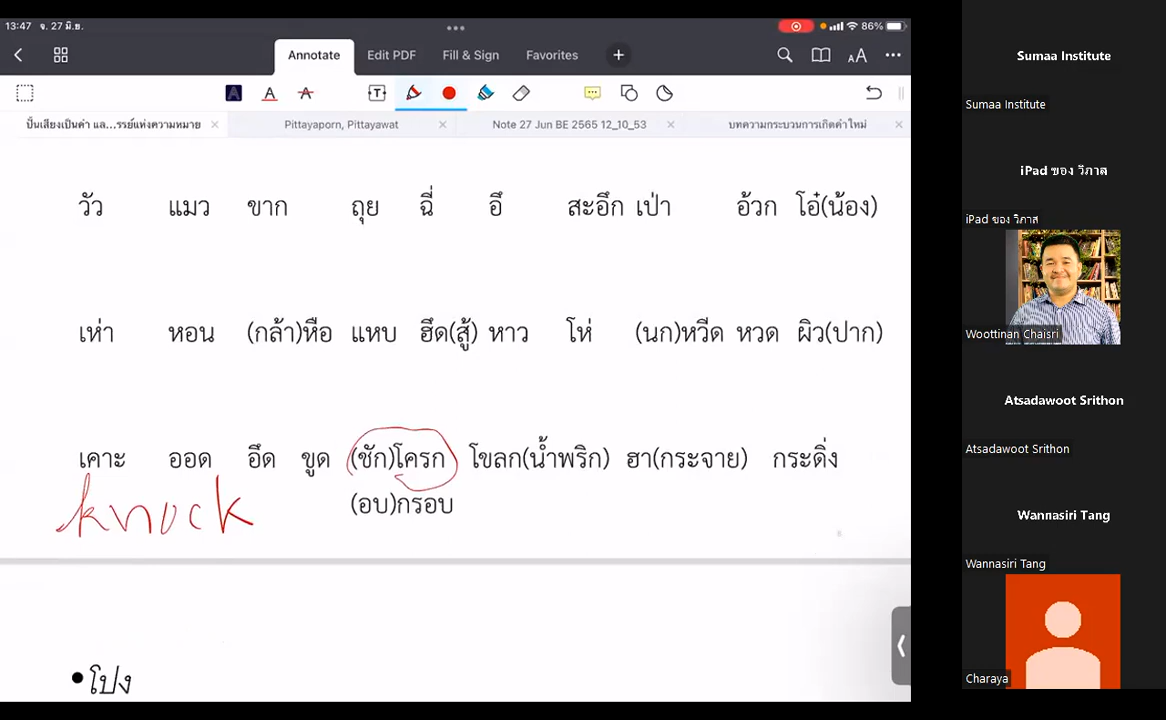 13:47 จ. 27 มิ.ย.
86%
Annotate Edit PDF Fill & Sign Favorites
ปั้นเสียงเป็นคำ แล...รรย์แห่งความหมาย Pittayaporn, Pittayawat Note 27 Jun BE 2565 12_10_53 บทความกระบวนการเกิดคำใหม่
วัว แมว ขาก ถุย ฉี่ อึ สะอึก เป่า อ้วก โอ๋(น้อง)
เห่า หอน (กล้า)หือ แหบ ฮึด(สู้) หาว โห่ (นก)หวีด หวด ผิว(ปาก)
เคาะ ออด อึด ขูด (ชัก)โครก โขลก(น้ำพริก) ฮา(กระจาย) กระดิ่ง
knock
(อบ)กรอบ
•โปง
Sumaa Institute
Sumaa Institute
iPad ของ วิภาส
iPad ของ วิภาส
Woottinan Chaisri
Atsadawoot Srithon
Atsadawoot Srithon
Wannasiri Tang
Wannasiri Tang
Charaya